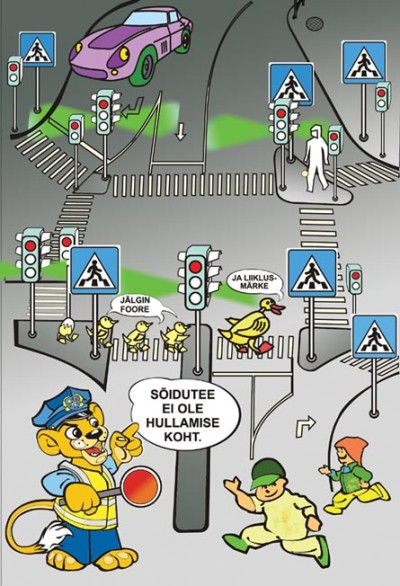 JÄLGIN
FOORE
JA LIIKLUS-
MÄRKE
SÕIDUTEE
EI OLE
HULLAMISE
KOHT.